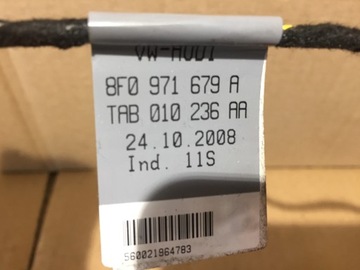 VW-AUDI
8F0 971 679 A
TAB 010 236 AA
24.10.2008
Ind. 11S
560021864783